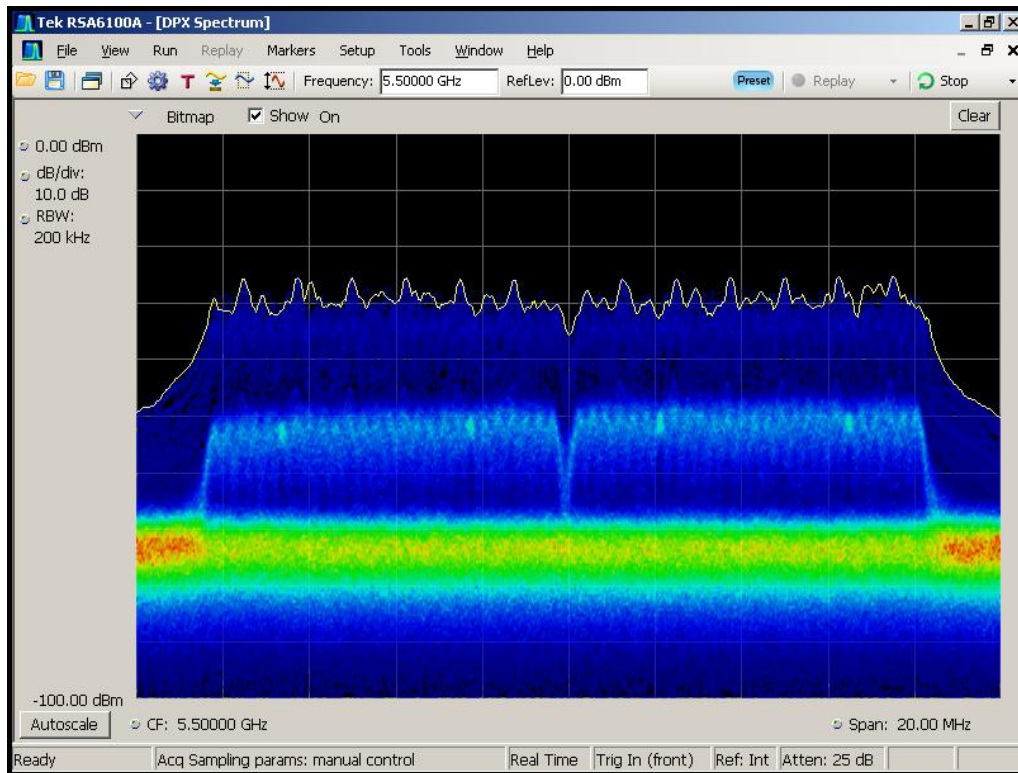 Tek RSA6100A - [DPX Spectrum]
File View Run Replay Markers Setup Tools Window Help
T Frequency: 5.50000 GHz RefLev: 0.00 dBm Preset Replay Stop
Bitmap Show On Clear
0.00 dBm
dB/div:
10.0 dB
RBW:
200 kHz
-100.00 dBm
Autoscale CF: 5.50000 GHz Span: 20.00 MHz
Ready Acq Sampling params: manual control Real Time Trig In (front) Ref: Int Atten: 25 dB